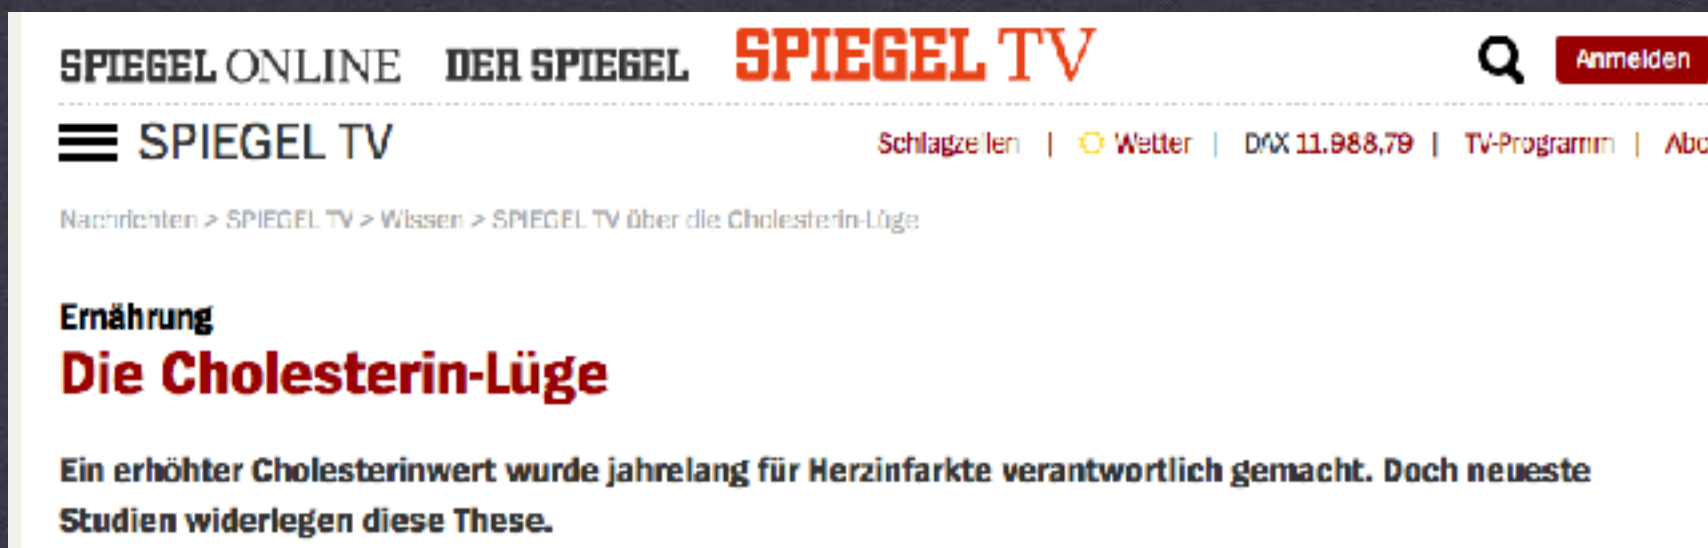 SPIEGEL ONLINE DER SPIEGEL SPIEGEL TV Anmelden
SPIEGEL TV Schlagzeilen | Wetter | DAX 11.988,79 | TV-Programm | Abo
Nachrichten > SPIEGEL TV > Wissen > SPIEGEL TV über die Cholesterin-Lüge
Ernährung
Die Cholesterin-Lüge
Ein erhöhter Cholesterinwert wurde jahrelang für Herzinfarkte verantwortlich gemacht. Doch neueste
Studien widerlegen diese These.